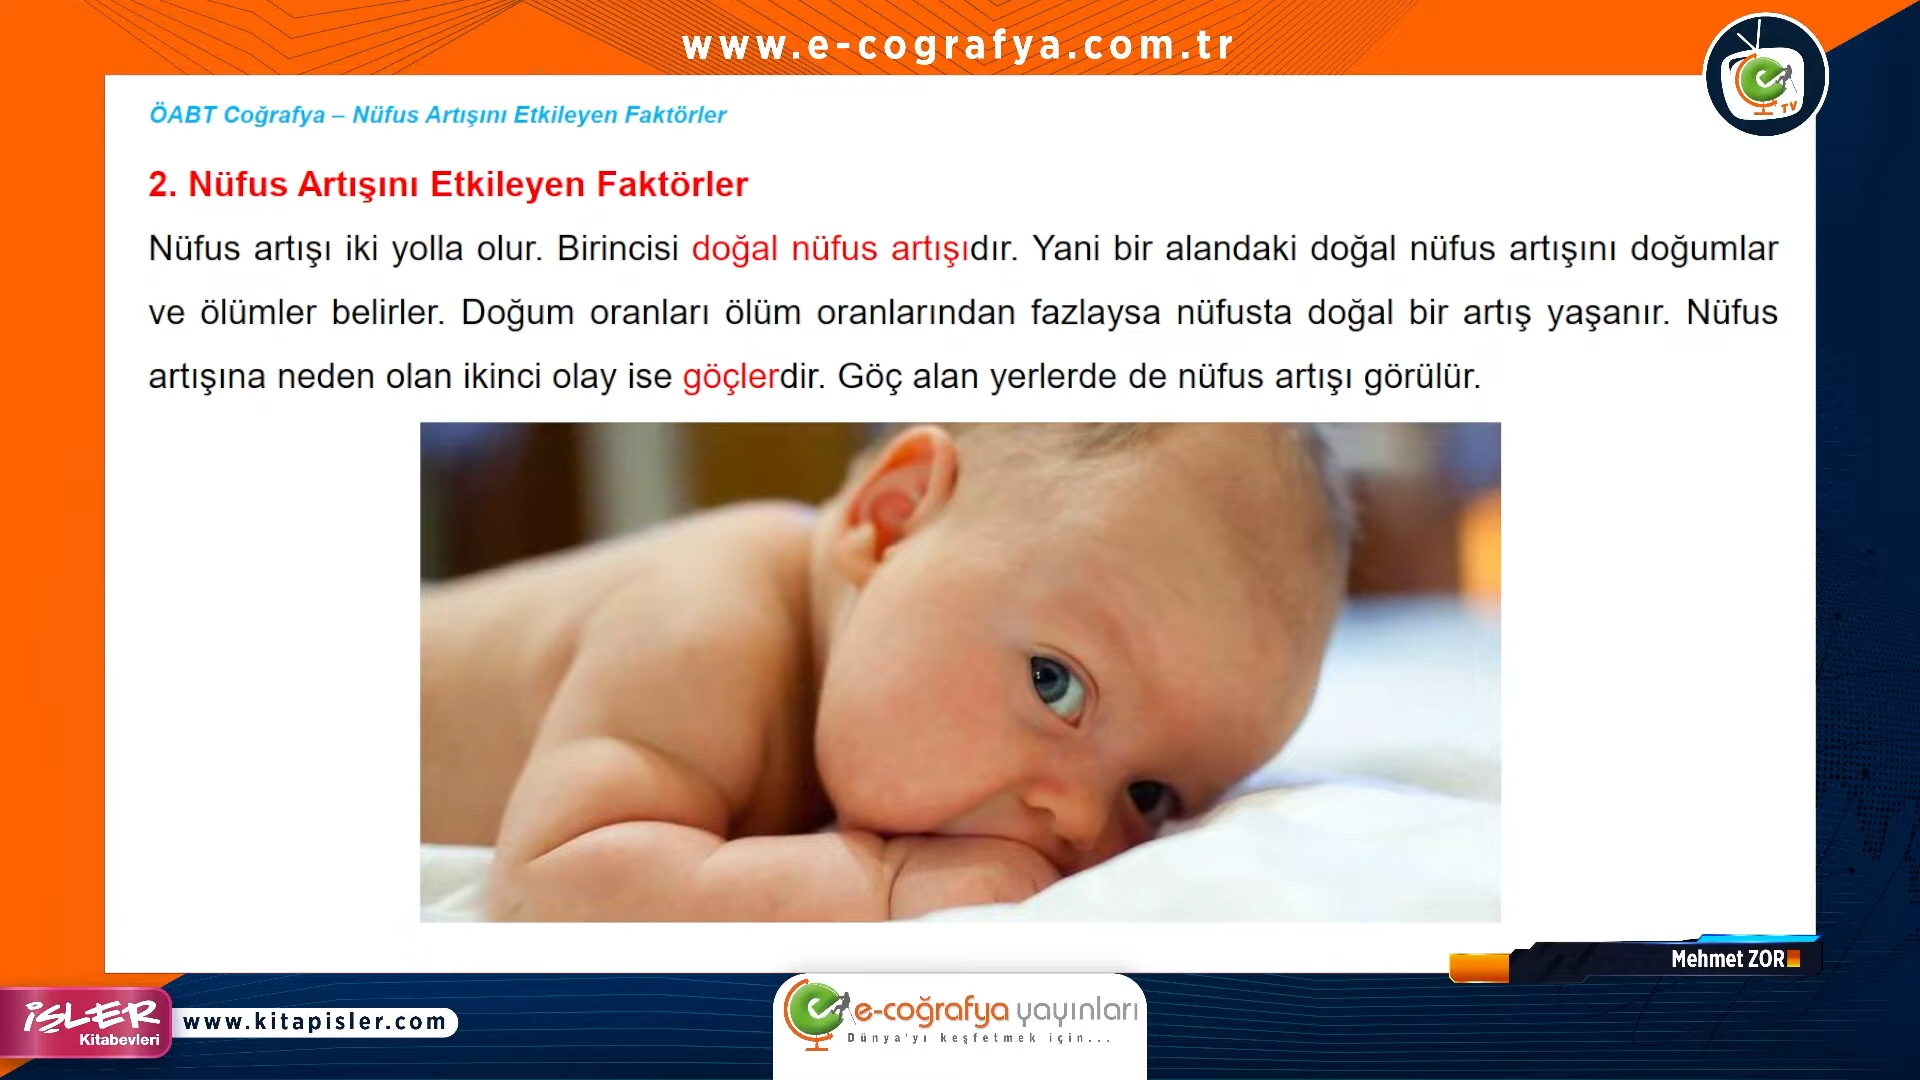 www.e-cografya.com.tr
TV
ÖABT Coğrafya – Nüfus Artışını Etkileyen Faktörler
2. Nüfus Artışını Etkileyen Faktörler
Nüfus artışı iki yolla olur. Birincisi doğal nüfus artışıdır. Yani bir alandaki doğal nüfus artışını doğumlar
ve ölümler belirler. Doğum oranları ölüm oranlarından fazlaysa nüfusta doğal bir artış yaşanır. Nüfus
artışına neden olan ikinci olay ise göçlerdir. Göç alan yerlerde de nüfus artışı görülür.
Mehmet ZOR
İŞLER
Kitabevleri
www.kitapisler.com
e-coğrafya yayınları
Dünya'yı keşfetmek için...